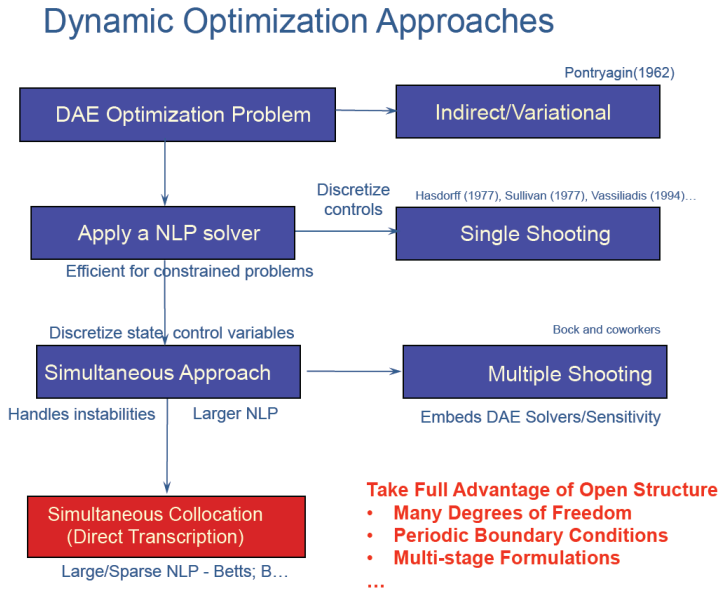 Dynamic Optimization Approaches
Pontryagin(1962)
DAE Optimization Problem
Indirect/Variational
Discretize
controls
Hasdorff (1977), Sullivan (1977), Vassiliadis (1994)…
Apply a NLP solver
Single Shooting
Efficient for constrained problems
Discretize state, control variables
Bock and coworkers
Simultaneous Approach
Multiple Shooting
Handles instabilities
Larger NLP
Embeds DAE Solvers/Sensitivity
Take Full Advantage of Open Structure
• Many Degrees of Freedom
• Periodic Boundary Conditions
• Multi-stage Formulations
…
Simultaneous Collocation
(Direct Transcription)
Large/Sparse NLP - Betts; B…